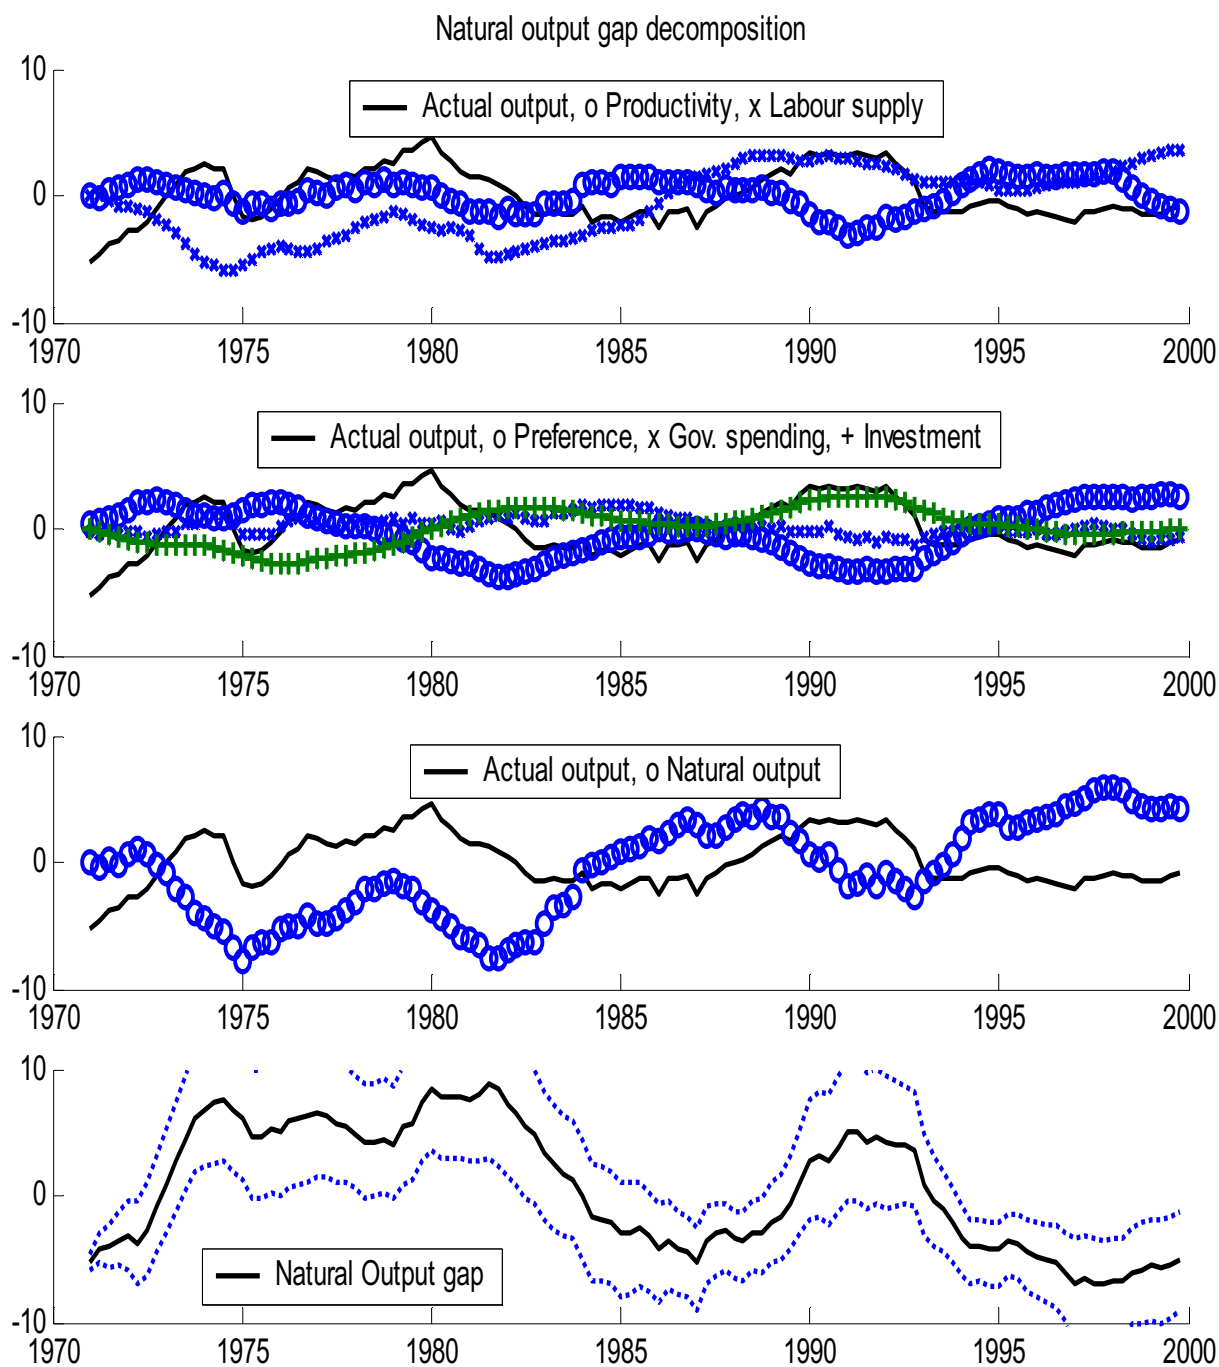 Natural output gap decomposition
10
Actual output, o Productivity, x Labour supply
0
-10
1970 1975 1980 1985 1990 1995 2000
10
Actual output, o Preference, x Gov. spending, + Investment
0
-10
1970 1975 1980 1985 1990 1995 2000
10
Actual output, o Natural output
0
-10
1970 1975 1980 1985 1990 1995 2000
10
0
Natural Output gap
-10
1970 1975 1980 1985 1990 1995 2000